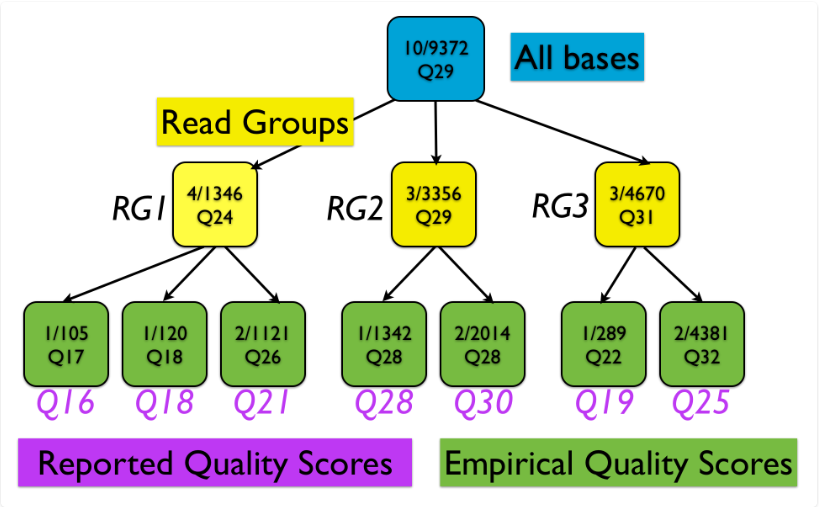 10/9372
Q29
All bases
Read Groups
RG1
4/1346
Q24
RG2
3/3356
Q29
RG3
3/4670
Q31
1/105
Q17
1/120
Q18
2/1121
Q26
1/1342
Q28
2/2014
Q28
1/289
Q22
2/4381
Q32
Q16
Q18
Q21
Q28
Q30
Q19
Q25
Reported Quality Scores
Empirical Quality Scores